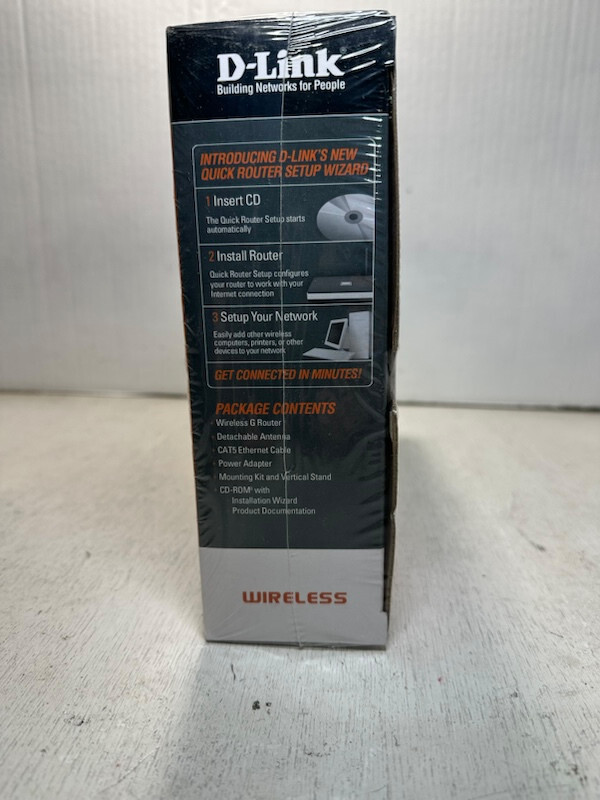 D-Link
Building Networks for People
INTRODUCING D-LINK'S NEW
QUICK ROUTER SETUP WIZARD
1 Insert CD
The Quick Router Setup starts
automatically
2 Install Router
Quick Router Setup configures
your router to work with your
Internet connection
3 Setup Your Network
Easily add other wireless
computers, printers, or other
devices to your network
GET CONNECTED IN MINUTES!
PACKAGE CONTENTS
Wireless G Router
Detachable Antenna
CAT5 Ethernet Cable
Power Adapter
Mounting Kit and Vertical Stand
CD-ROM⁶ with
Installation Wizard
Product Documentation
WIRELESS